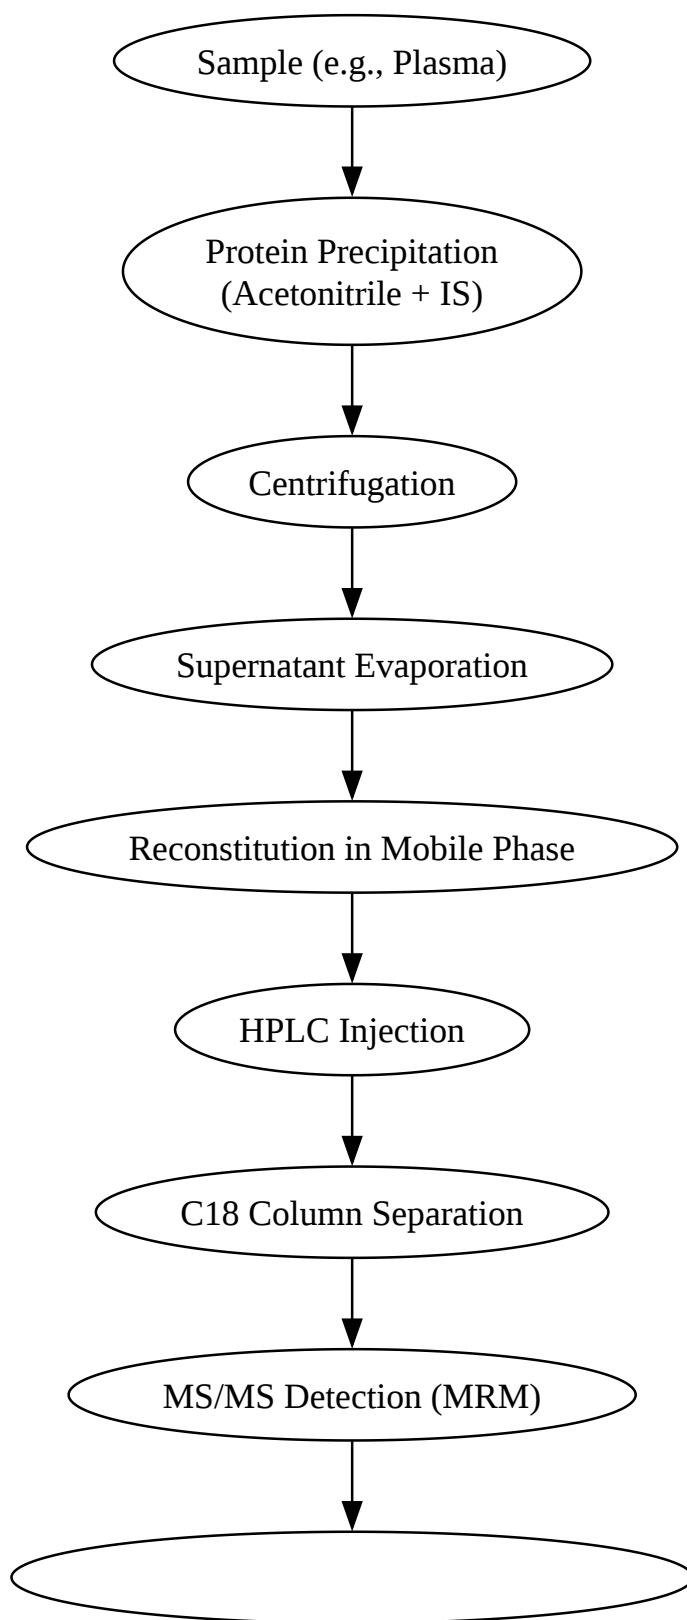 Sample (e.g., Plasma)
Protein Precipitation
(Acetonitrile + IS)
Centrifugation
Supernatant Evaporation
Reconstitution in Mobile Phase
HPLC Injection
C18 Column Separation
MS/MS Detection (MRM)